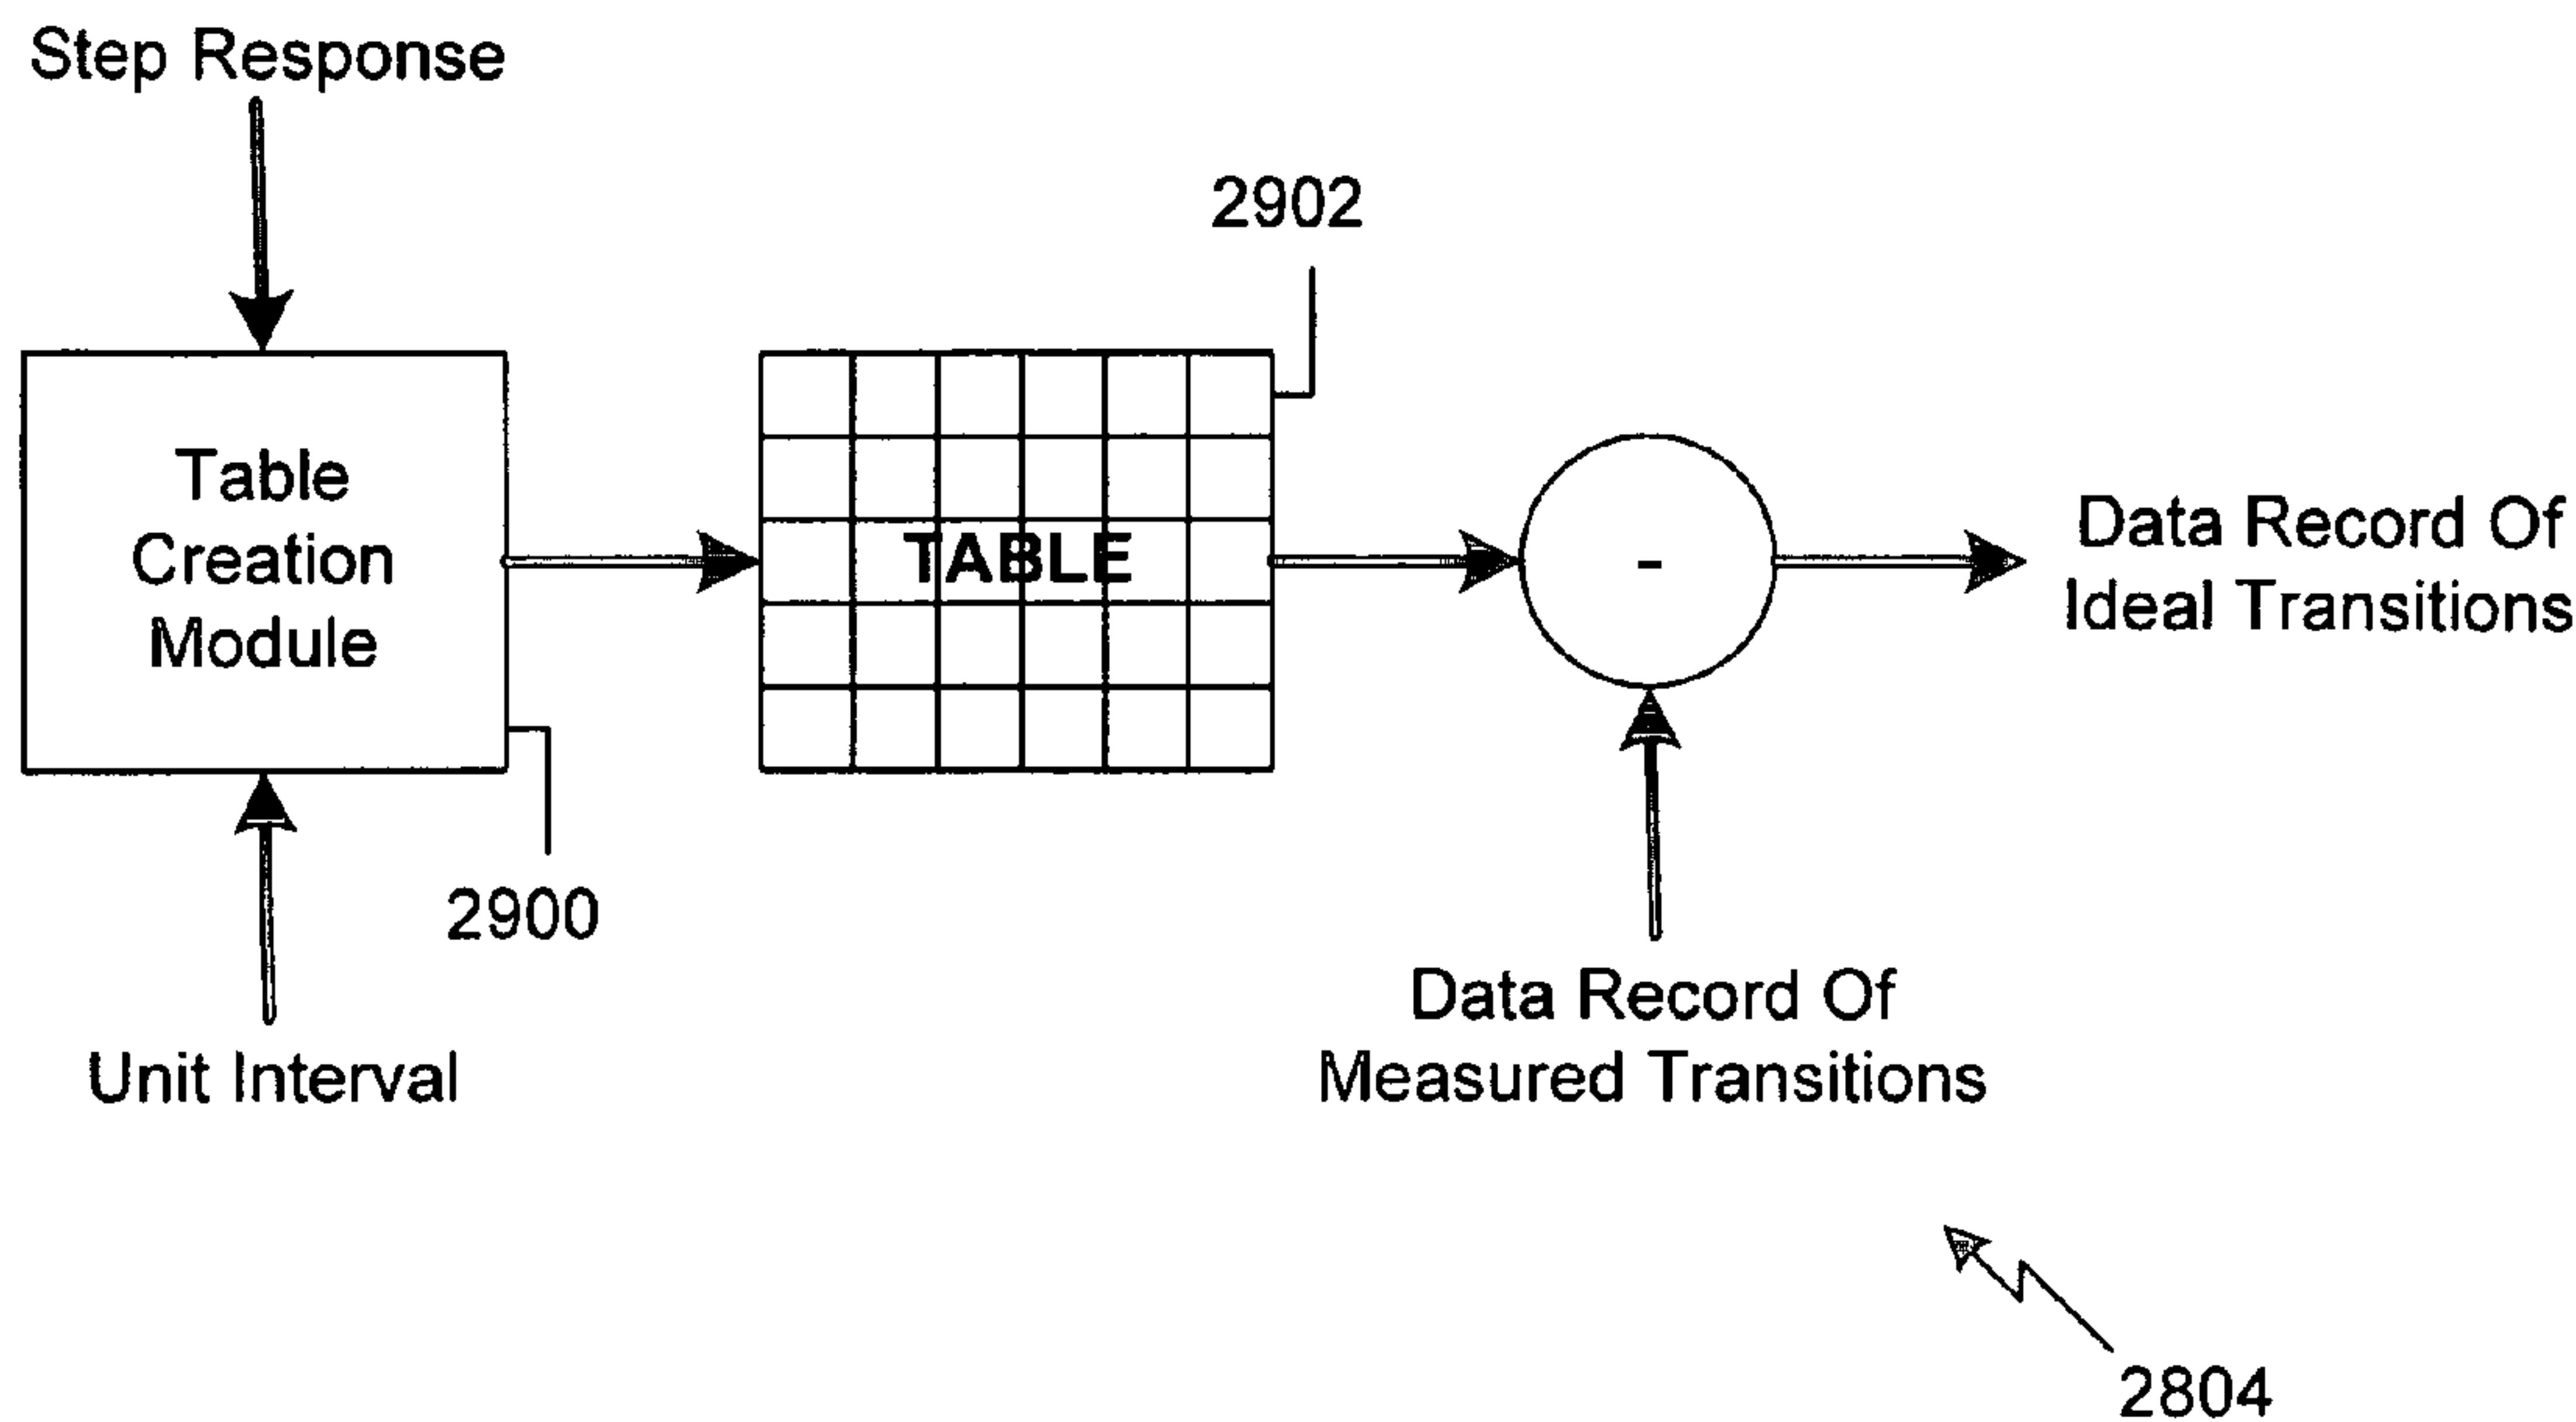 Step Response
2902
Table
Creation
Module
TABLE
-
Data Record Of
Ideal Transitions
2900
Unit Interval
Data Record Of
Measured Transitions
2804